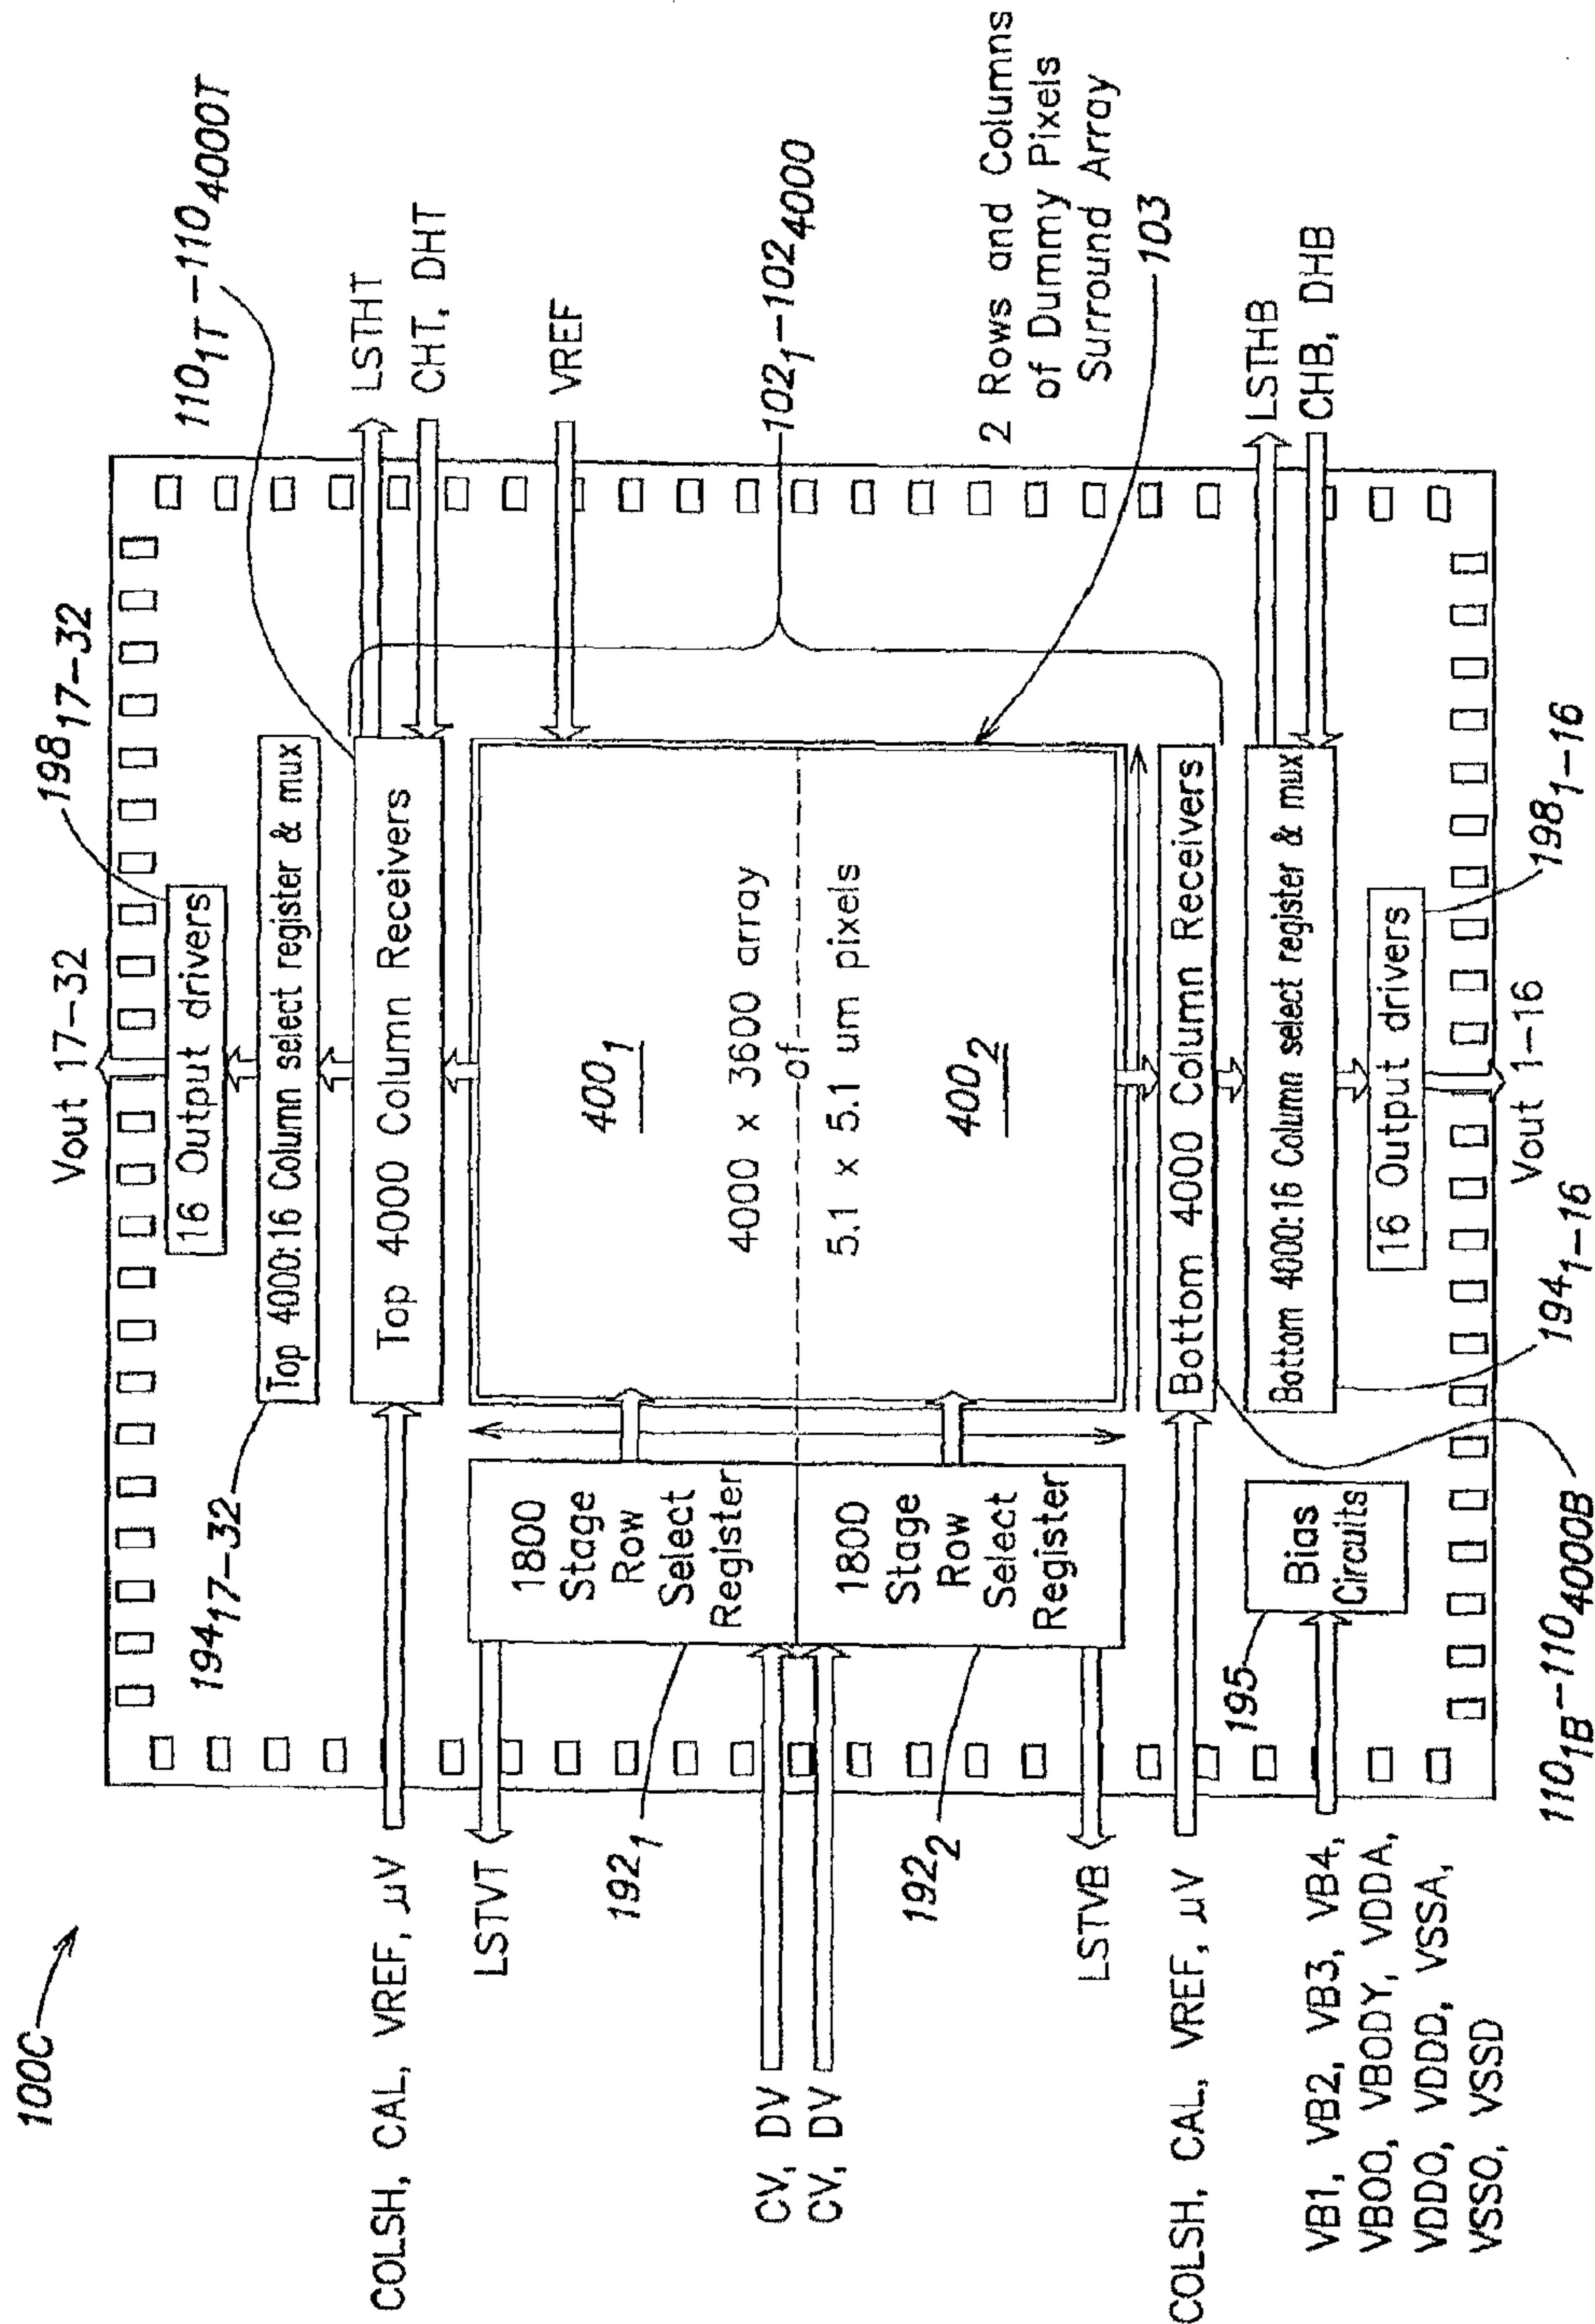 100C
Vout 17-32
198₁₇₋₃₂
16 Output drivers
194₁₇₋₃₂
Top 4000:16 Column select register & mux
110₁T-110₄₀₀₀T
COLSH, CAL, VREF, µV
Top 4000 Column Receivers
LSTHT
CHT, DHT
LSTVT
VREF
192₁
1800
Stage
Row
Select
Register
400₁
4000 x 3600 array
of
5.1 x 5.1 um pixels
102₁-102₄₀₀₀
CV, DV
CV, DV
192₂
1800
Stage
Row
Select
Register
400₂
2 Rows and Columns
of Dummy Pixels
Surround Array
103
LSTVB
COLSH, CAL, VREF, µV
Bottom 4000 Column Receivers
195
Bias
Circuits
Bottom 4000:16 Column select register & mux
LSTHB
CHB, DHB
VB1, VB2, VB3, VB4,
VBO0, VBODY, VDDA,
VDDO, VDDD, VSSA,
VSSO, VSSD
16 Output drivers
198₁₋₁₆
Vout 1-16
194₁₋₁₆
110₁B-110₄₀₀₀B